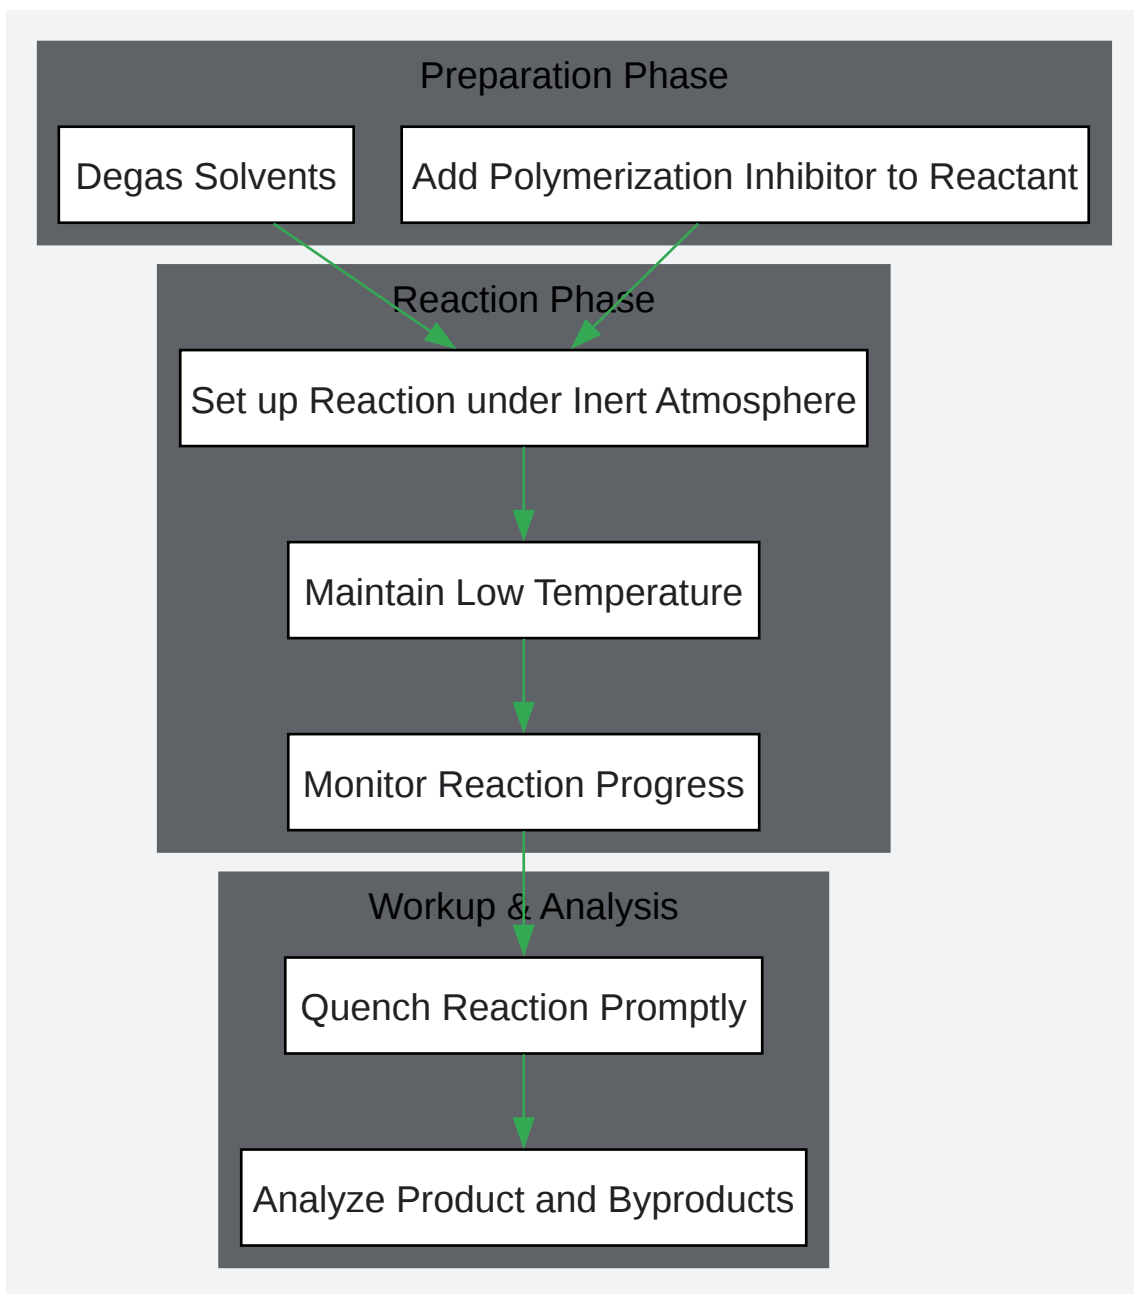 Preparation Phase
Degas Solvents
Add Polymerization Inhibitor to Reactant
Reaction Phase
Set up Reaction under Inert Atmosphere
Maintain Low Temperature
Monitor Reaction Progress
Workup & Analysis
Quench Reaction Promptly
Analyze Product and Byproducts